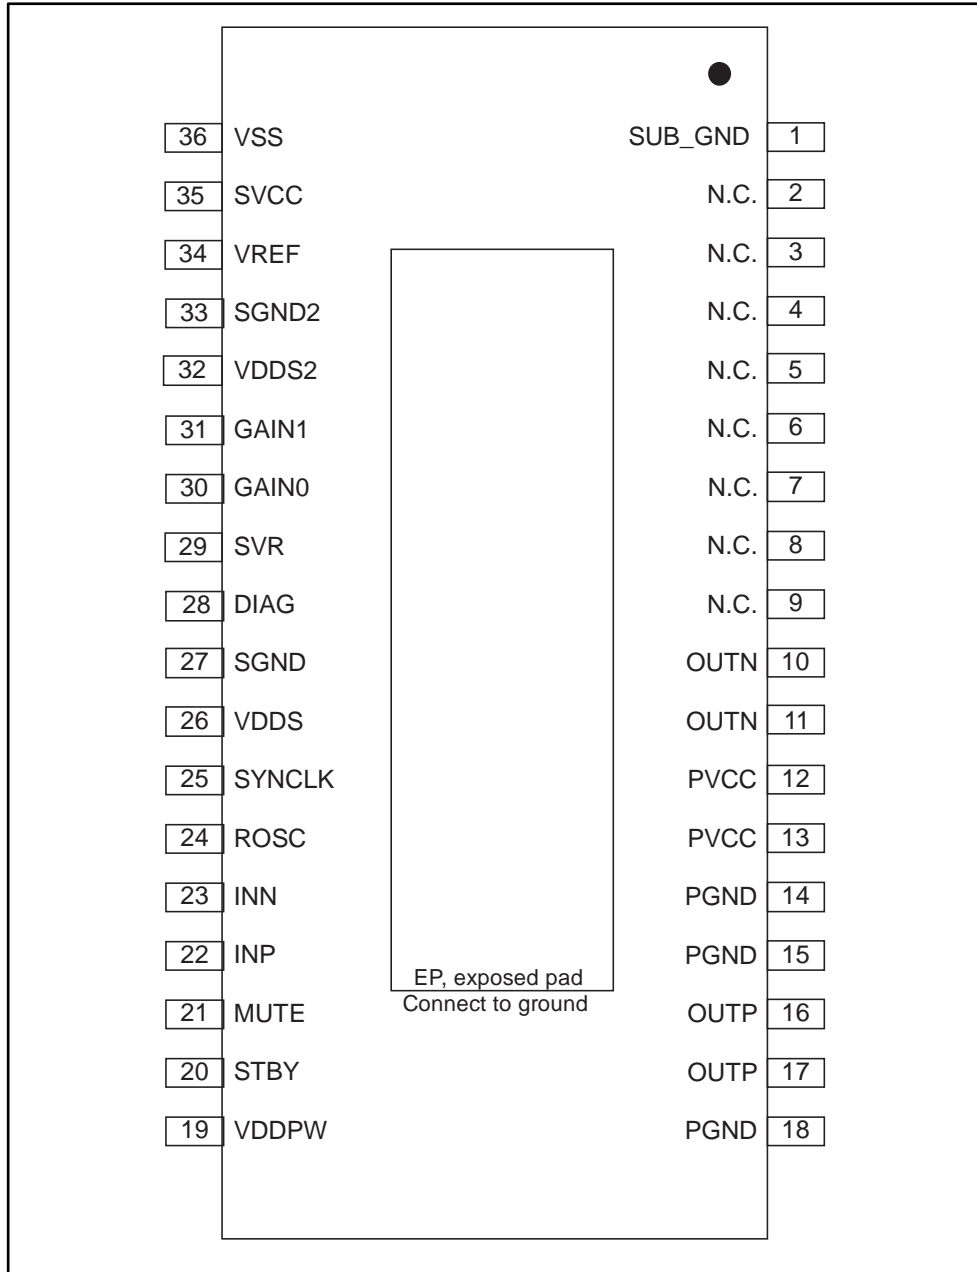 36 VSS SUB_GND 1
35 SVCC N.C. 2
34 VREF N.C. 3
33 SGND2 N.C. 4
32 VDDS2 N.C. 5
31 GAIN1 N.C. 6
30 GAIN0 N.C. 7
29 SVR N.C. 8
28 DIAG N.C. 9
27 SGND OUTN 10
26 VDDS OUTN 11
25 SYNCLK PVCC 12
24 ROSC PVCC 13
23 INN PGND 14
22 INP PGND 15
EP, exposed pad
Connect to ground
21 MUTE OUTP 16
20 STBY OUTP 17
19 VDDPW PGND 18